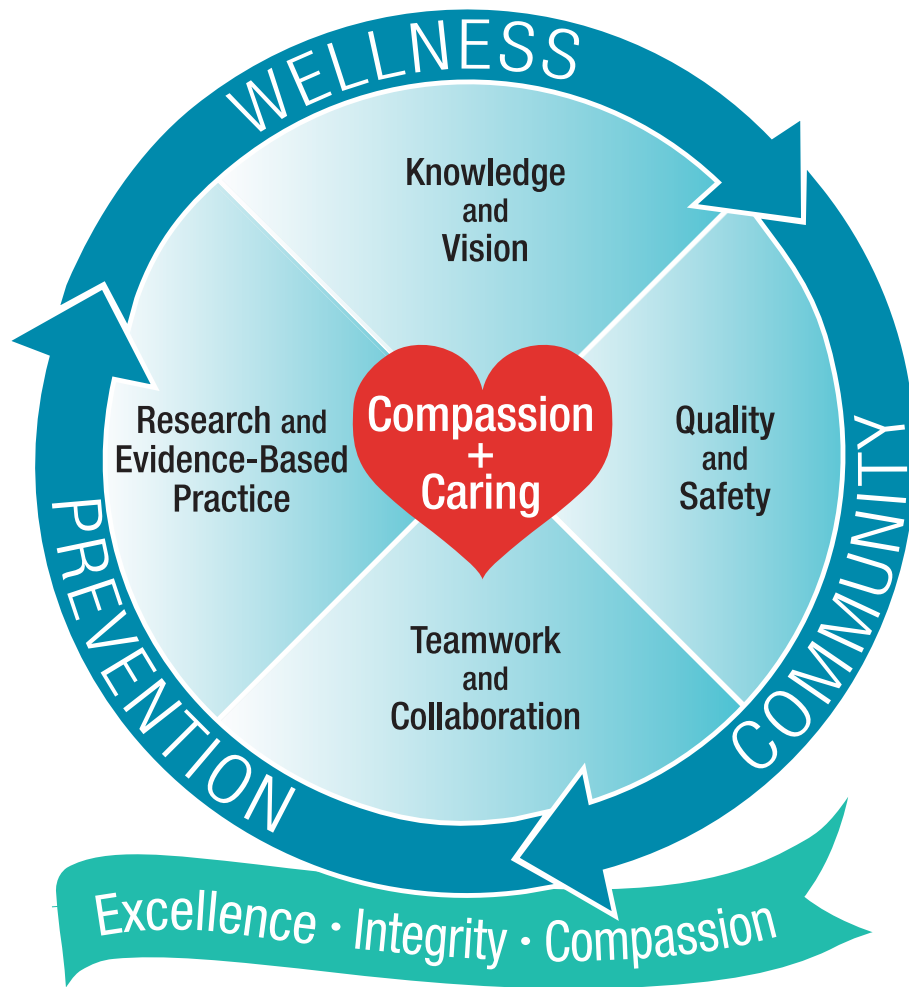 WELLNESS
Knowledge
and
Vision
Research and
Evidence-Based
Practice
Compassion
+
Caring
Quality
and
Safety
Teamwork
and
Collaboration
COMMUNITY
PREVENTION
Excellence · Integrity · Compassion